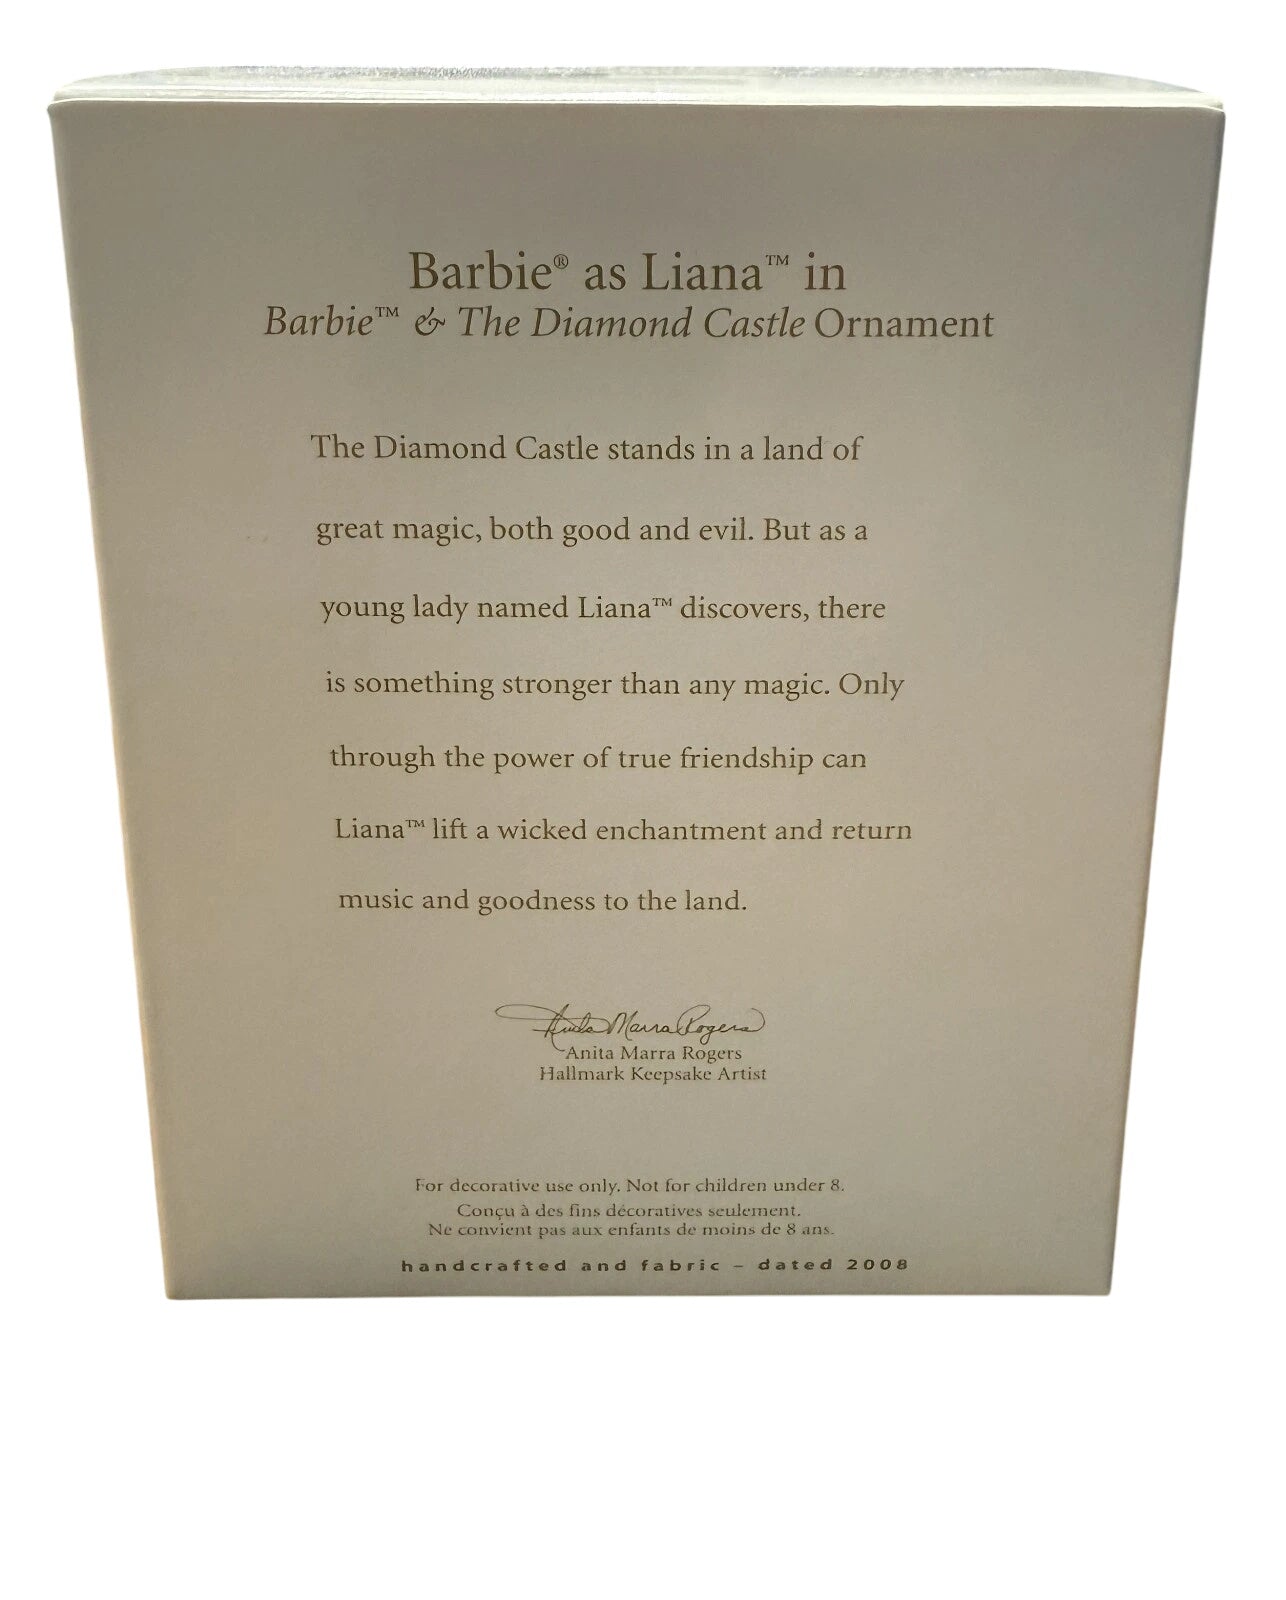 Barbie® as Liana™ in
Barbie™ & The Diamond Castle Ornament
The Diamond Castle stands in a land of
great magic, both good and evil. But as a
young lady named Liana™ discovers, there
is something stronger than any magic. Only
through the power of true friendship can
Liana™ lift a wicked enchantment and return
music and goodness to the land.
Anita Marra Rogers
Anita Marra Rogers
Hallmark Keepsake Artist
For decorative use only. Not for children under 8.
Conçu à des fins décoratives seulement.
Ne convient pas aux enfants de moins de 8 ans.
handcrafted and fabric – dated 2008